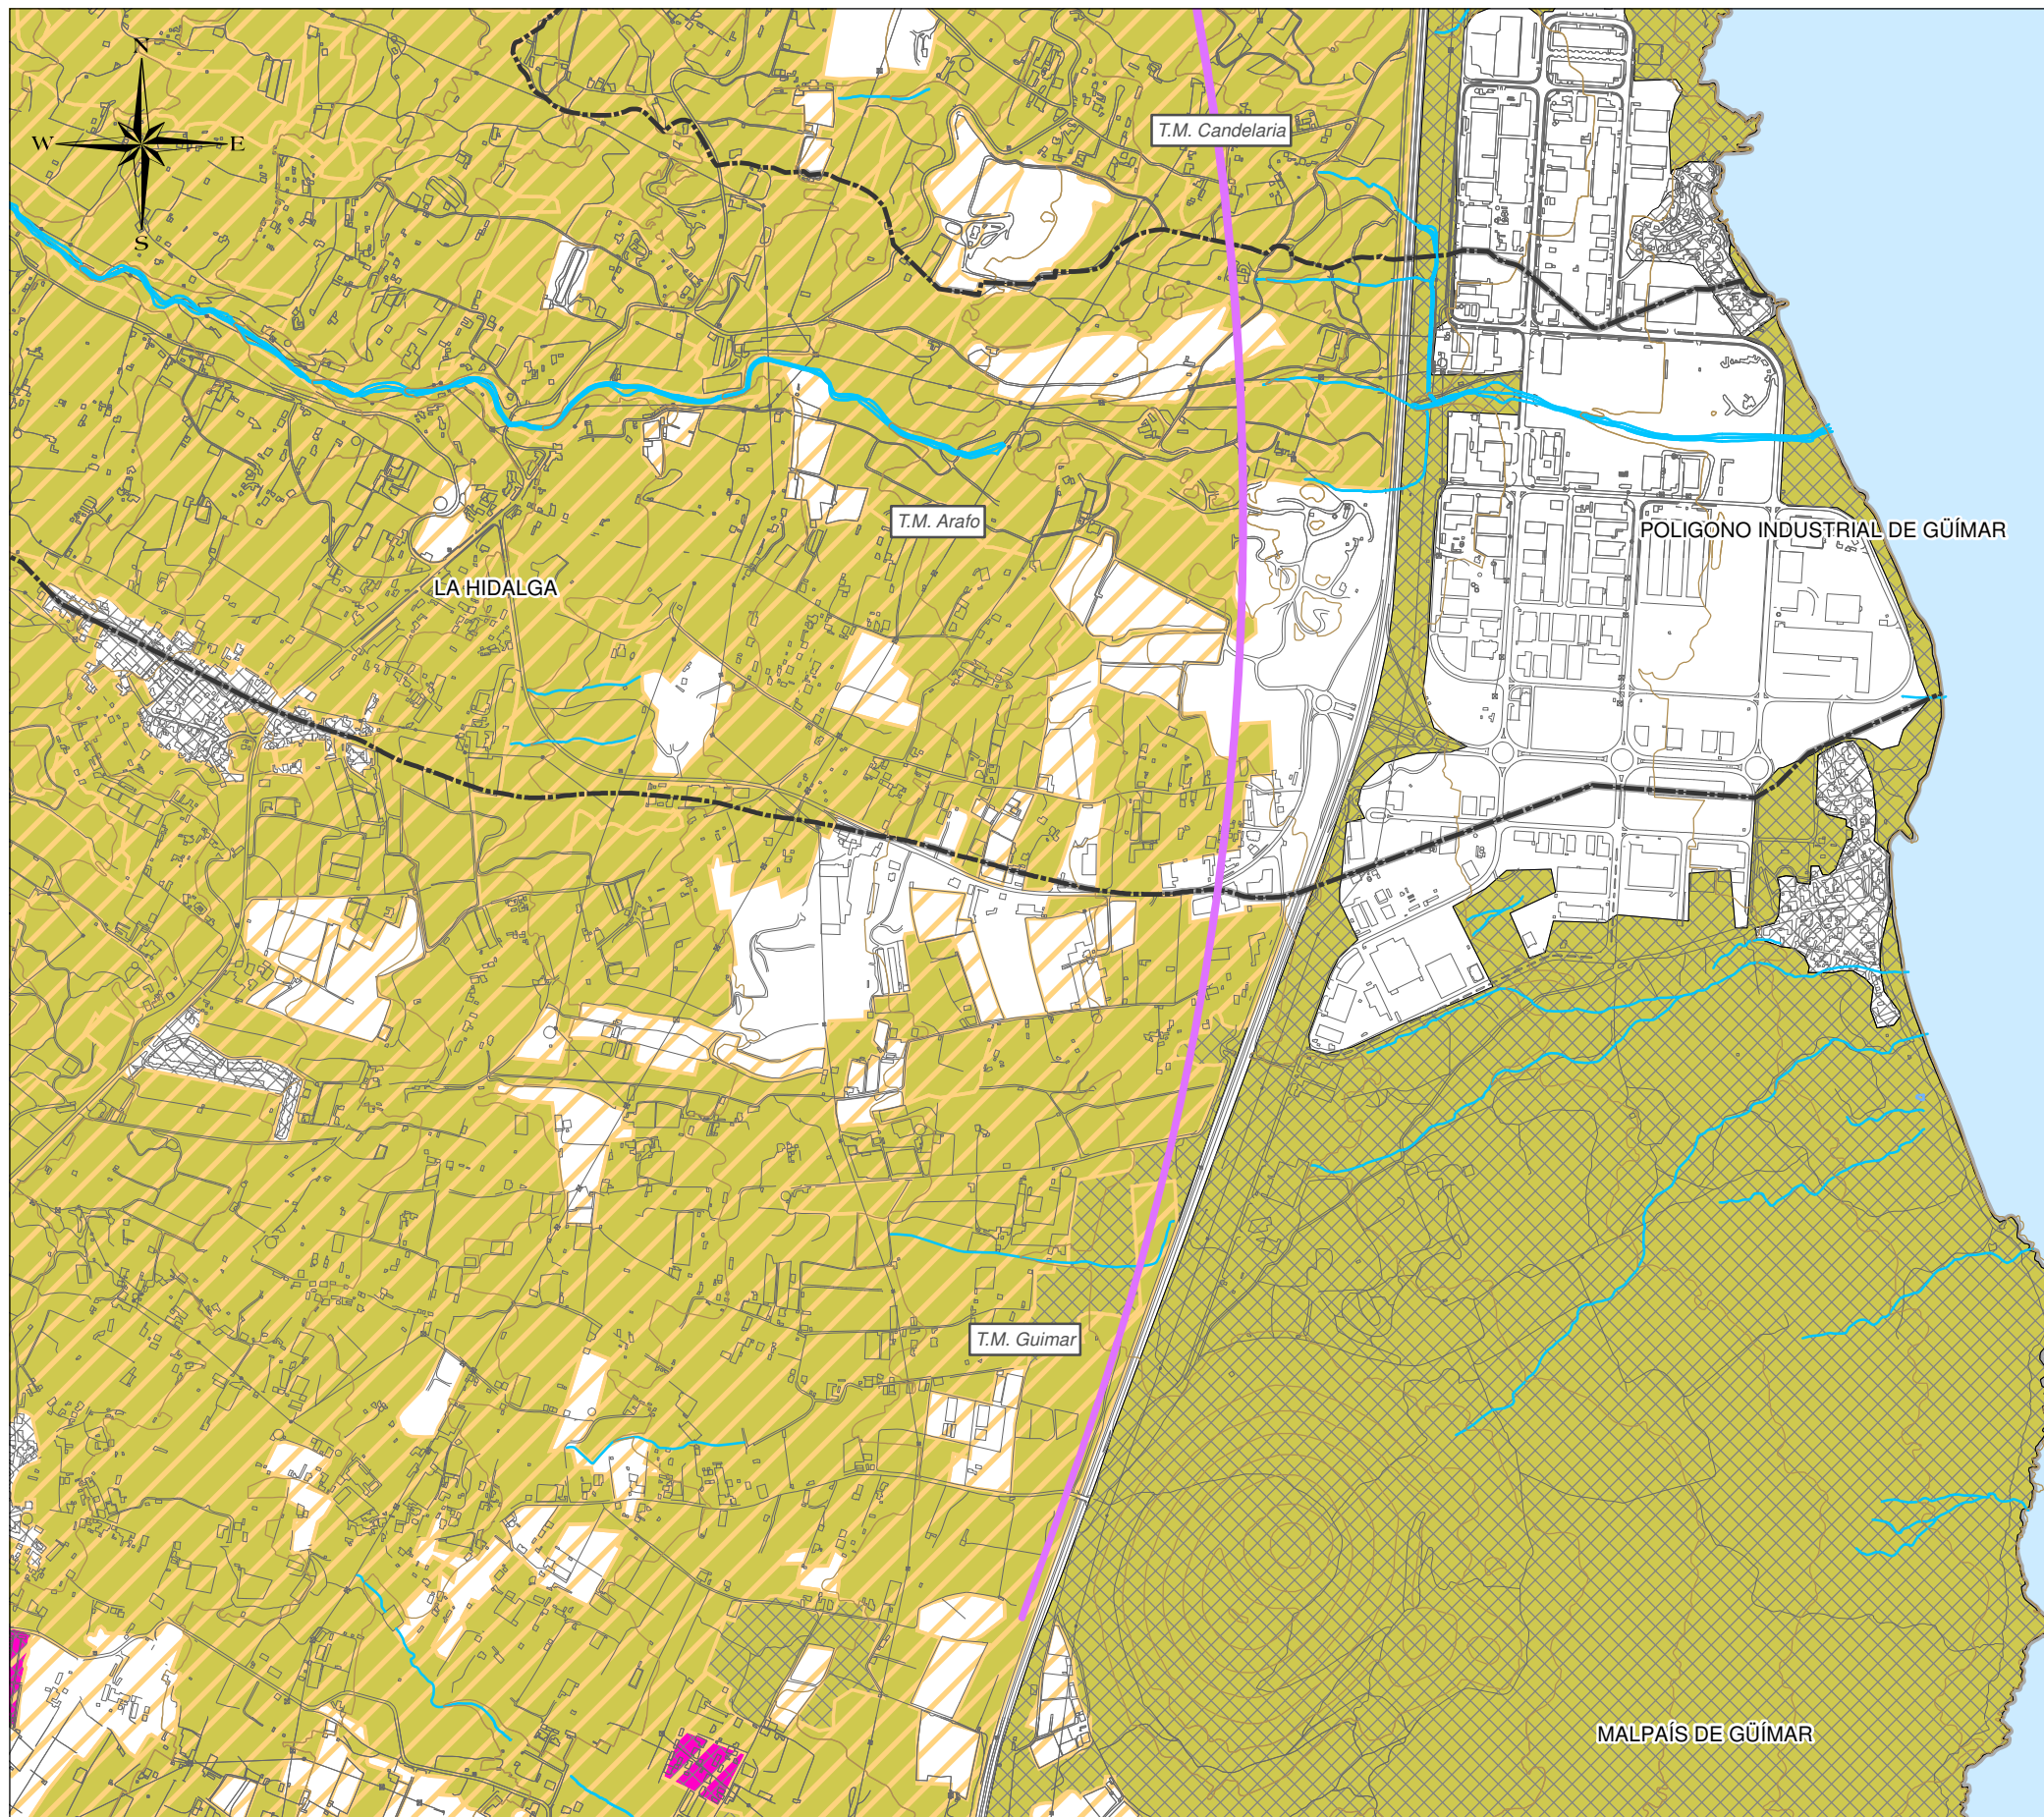 N
W E
S
T.M. Candelaria
T.M. Arafo
POLIGONO INDUSTRIAL DE GÜÍMAR
LA HIDALGA
T.M. Guimar
MALPAÍS DE GÜÍMAR